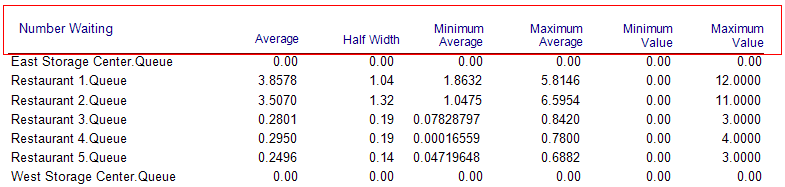 Number Waiting Average Half Width Minimum Average Maximum Average Minimum Value Maximum Value
East Storage Center.Queue 0.00 0.00 0.00 0.00 0.00 0.00
Restaurant 1.Queue 3.8578 1.04 1.8632 5.8146 0.00 12.0000
Restaurant 2.Queue 3.5070 1.32 1.0475 6.5954 0.00 11.0000
Restaurant 3.Queue 0.2801 0.19 0.07828797 0.8420 0.00 3.0000
Restaurant 4.Queue 0.2950 0.19 0.00016559 0.7800 0.00 4.0000
Restaurant 5.Queue 0.2496 0.14 0.04719648 0.6882 0.00 3.0000
West Storage Center.Queue 0.00 0.00 0.00 0.00 0.00 0.00